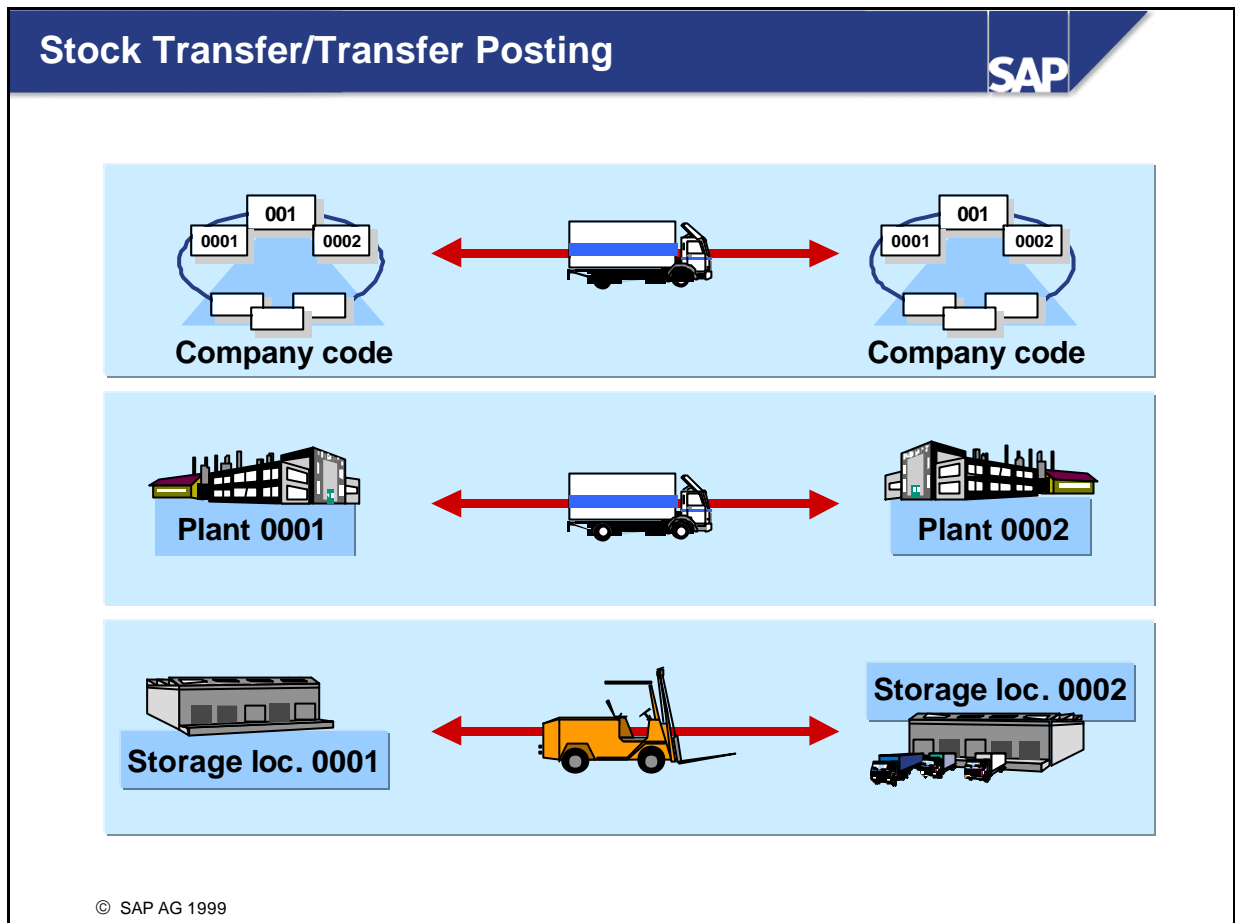 Stock Transfer/Transfer Posting
SAP
001
0001
0002
Company code
001
0001
0002
Company code
Plant 0001
Plant 0002
Storage loc. 0001
Storage loc. 0002
© SAP AG 1999